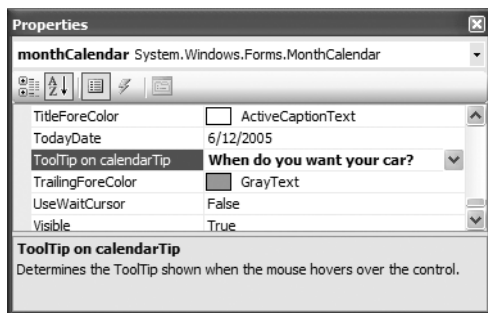 Properties
monthCalendar System.Windows.Forms.MonthCalendar
TitleForeColor ActiveCaptionText
TodayDate 6/12/2005
ToolTip on calendarTip When do you want your car?
TrailingForeColor GrayText
UseWaitCursor False
Visible True
ToolTip on calendarTip
Determines the ToolTip shown when the mouse hovers over the control.